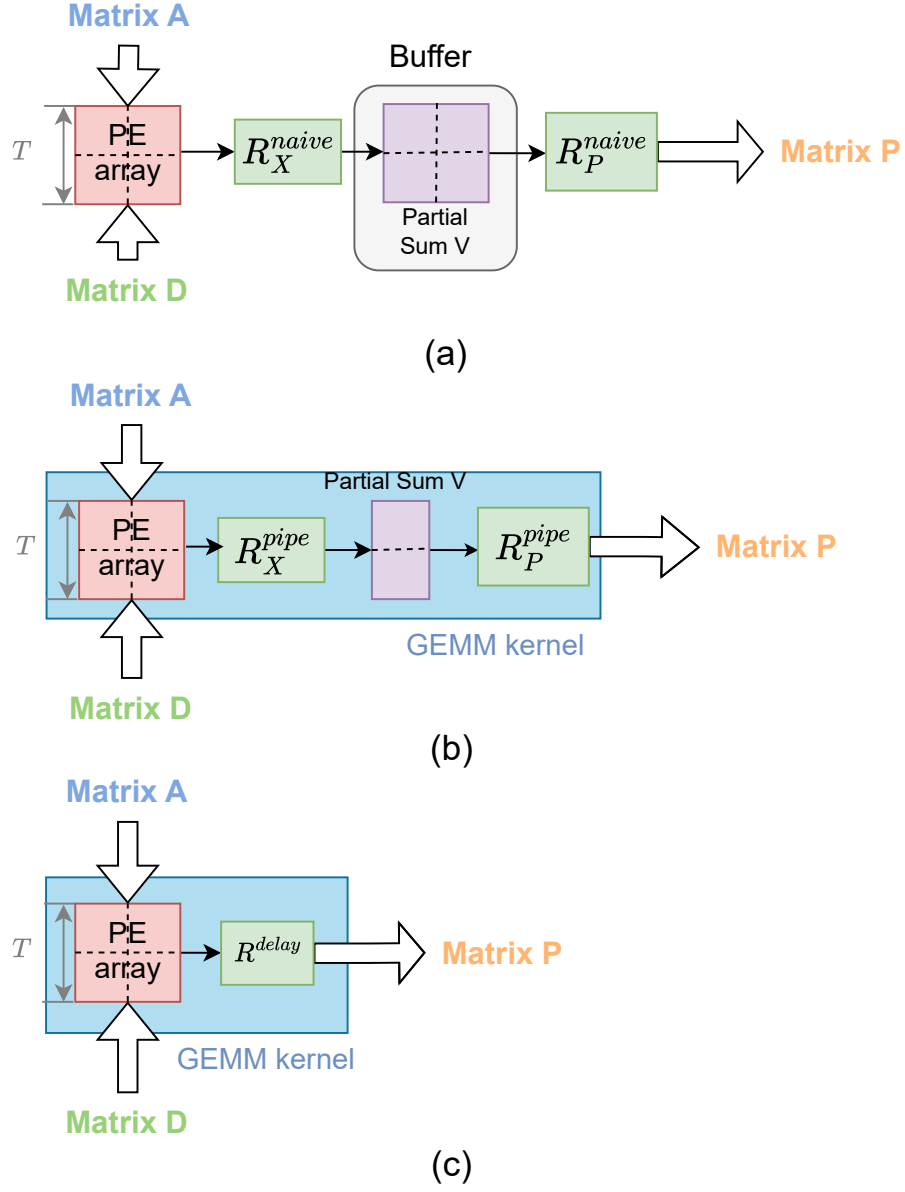 Matrix A
Buffer
T
PE
array
R_X^{naive}
R_P^{naive}
Matrix P
Partial
Sum V
Matrix D
(a)
Matrix A
Partial Sum V
T
PE
array
R_X^{pipe}
R_P^{pipe}
Matrix P
GEMM kernel
Matrix D
(b)
Matrix A
T
PE
array
R^{delay}
Matrix P
GEMM kernel
Matrix D
(c)